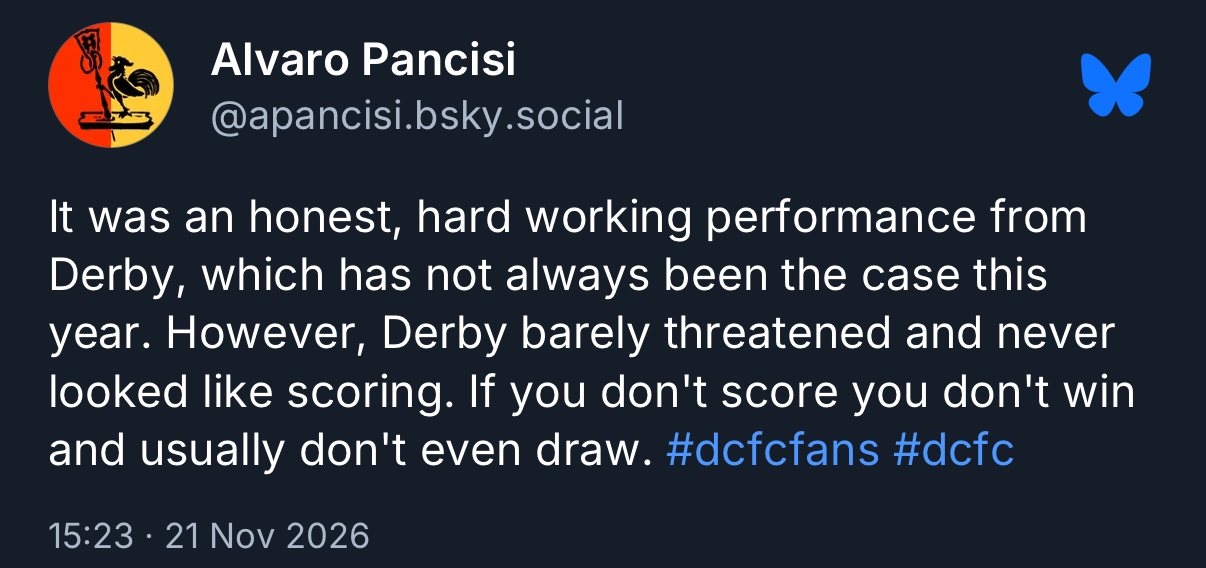 Alvaro Pancisi
@apancisi.bsky.social
It was an honest, hard working performance from
Derby, which has not always been the case this
year. However, Derby barely threatened and never
looked like scoring. If you don't score you don't win
and usually don't even draw. #dcfcfans #dcfc
15:23 · 21 Nov 2026